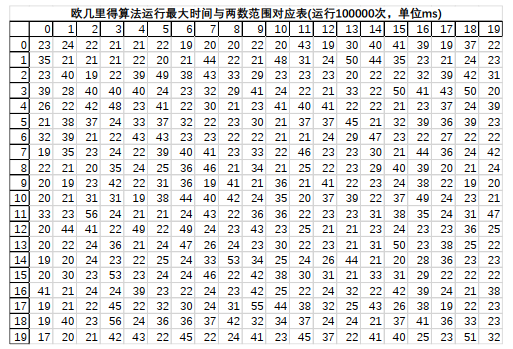 欧几里得算法运行最大时间与两数范围对应表(运行100000次，单位ms)
0 1 2 3 4 5 6 7 8 9 10 11 12 13 14 15 16 17 18 19
0 23 24 22 21 21 22 19 20 20 22 20 43 19 30 40 41 39 19 37 22
1 35 21 21 21 22 20 21 44 22 21 48 31 24 50 44 35 23 21 24 23
2 23 40 19 22 39 49 38 43 33 29 23 23 23 20 22 22 32 39 42 31
3 39 28 40 40 40 24 23 32 29 41 24 22 21 33 22 50 41 43 50 20
4 26 22 42 48 23 41 22 30 21 23 41 40 41 22 22 21 23 37 24 39
5 21 38 37 24 33 37 32 22 23 30 21 37 37 45 21 32 39 36 39 23
6 32 39 21 22 43 43 23 23 22 22 21 21 24 29 47 23 22 27 22 22
7 19 35 23 24 22 39 40 41 23 33 22 46 23 23 30 21 44 36 24 42
8 22 21 20 35 24 25 36 46 21 34 21 25 22 23 29 40 39 20 21 24
9 20 19 23 42 22 31 36 19 41 21 36 21 41 22 23 24 38 22 19 20
10 20 21 31 31 19 38 44 40 42 24 35 20 37 39 22 37 49 24 23 21
11 33 23 56 24 21 21 24 43 22 36 36 22 23 23 31 38 35 24 31 47
12 20 44 41 22 49 22 49 24 23 43 23 25 21 21 23 24 23 23 36 25
13 20 22 24 36 21 24 47 26 24 23 30 22 23 21 31 50 23 38 25 22
14 19 20 24 23 22 25 24 33 53 34 25 24 26 44 21 20 28 36 23 23
15 20 30 23 53 23 24 24 46 22 42 38 30 31 21 33 31 29 22 22 22
16 41 21 24 24 39 23 22 24 23 42 25 22 24 32 22 42 39 24 21 38
17 19 21 22 45 22 32 30 24 31 55 44 38 32 25 43 26 38 19 22 23
18 19 40 23 56 24 36 36 37 42 32 34 37 24 24 21 37 41 36 33 23
19 17 20 21 42 43 22 45 22 24 41 23 45 37 22 41 40 25 23 51 32